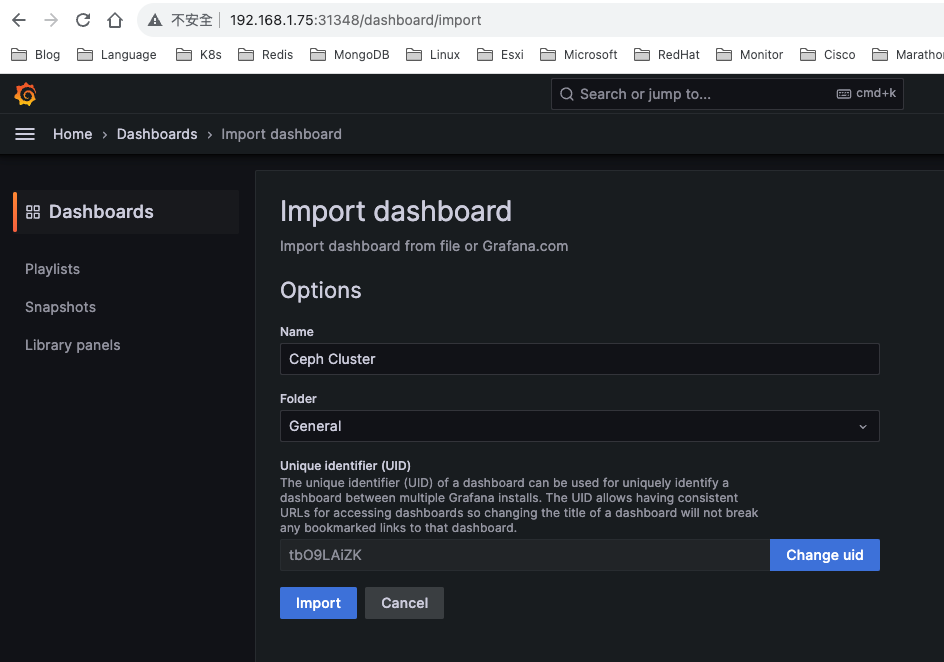 不安全 192.168.1.75:31348/dashboard/import
Blog Language K8s Redis MongoDB Linux Esxi Microsoft RedHat Monitor Cisco Maratho
Search or jump to... cmd+k
Home › Dashboards › Import dashboard
Dashboards
Playlists
Snapshots
Library panels
Import dashboard
Import dashboard from file or Grafana.com
Options
Name
Ceph Cluster
Folder
General
Unique identifier (UID)
The unique identifier (UID) of a dashboard can be used for uniquely identify a
dashboard between multiple Grafana installs. The UID allows having consistent
URLs for accessing dashboards so changing the title of a dashboard will not break
any bookmarked links to that dashboard.
tbO9LAiZK Change uid
Import Cancel